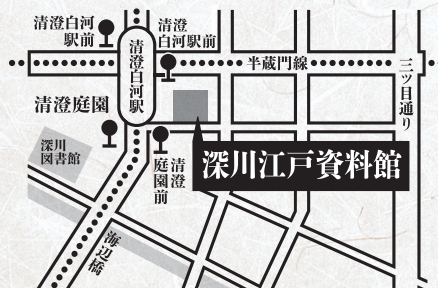 清澄白河
駅前
清澄
白河駅前
清澄白河駅
半蔵門線
三ツ目通り
清澄庭園
深川
図書館
清澄
庭園前
深川江戸資料館
海辺橋